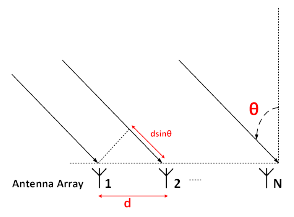 θ
dsinθ
Antenna Array 1 2 ..... N
d